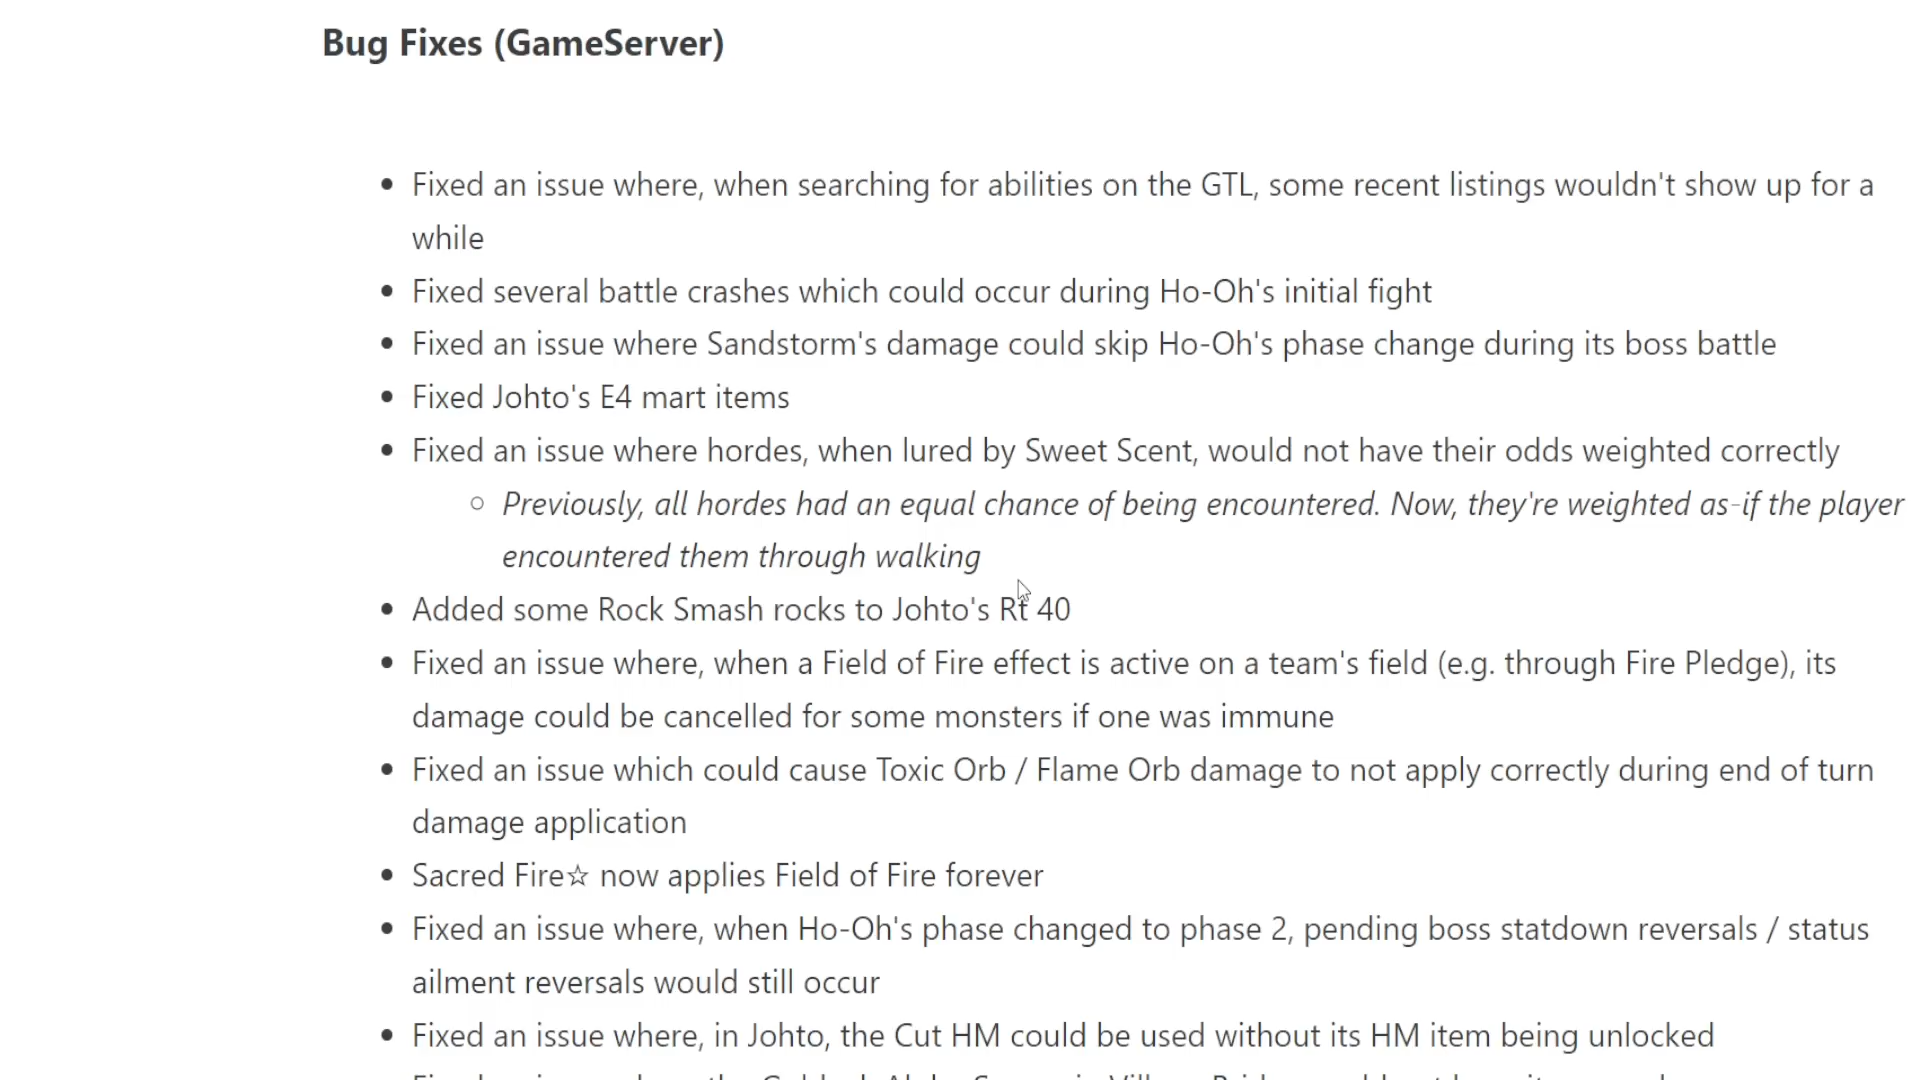 Bug Fixes (GameServer)
Fixed an issue where, when searching for abilities on the GTL, some recent listings wouldn't show up for a
while
Fixed several battle crashes which could occur during Ho-Oh's initial fight
Fixed an issue where Sandstorm's damage could skip Ho-Oh's phase change during its boss battle
Fixed Johto's E4 mart items
Fixed an issue where hordes, when lured by Sweet Scent, would not have their odds weighted correctly
Previously, all hordes had an equal chance of being encountered. Now, they're weighted as-if the player
encountered them through walking
Added some Rock Smash rocks to Johto's Rt 40
Fixed an issue where, when a Field of Fire effect is active on a team's field (e.g. through Fire Pledge), its
damage could be cancelled for some monsters if one was immune
Fixed an issue which could cause Toxic Orb / Flame Orb damage to not apply correctly during end of turn
damage application
Sacred Fire☆ now applies Field of Fire forever
Fixed an issue where, when Ho-Oh's phase changed to phase 2, pending boss statdown reversals / status
ailment reversals would still occur
Fixed an issue where, in Johto, the Cut HM could be used without its HM item being unlocked